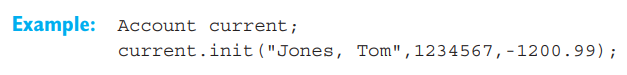 Example: Account current;
current.init("Jones, Tom",1234567,-1200.99);